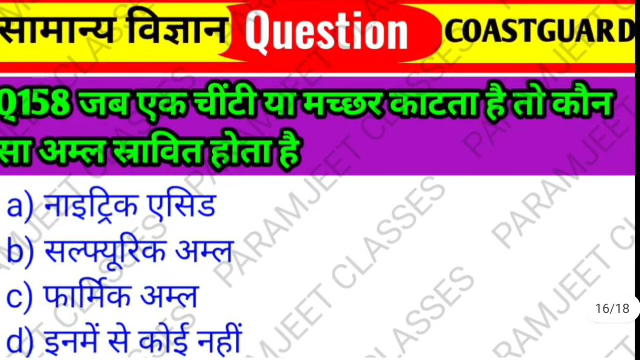 सामान्य विज्ञान Question COASTGUARD
Q158 जब एक चींटी या मच्छर काटता है तो कौन
सा अम्ल स्रावित होता है
a) नाइट्रिक एसिड
b) सल्फ्यूरिक अम्ल
c) फार्मिक अम्ल
16/18
d) इनमें से कोई नहीं
PARAMJEET CLASSES